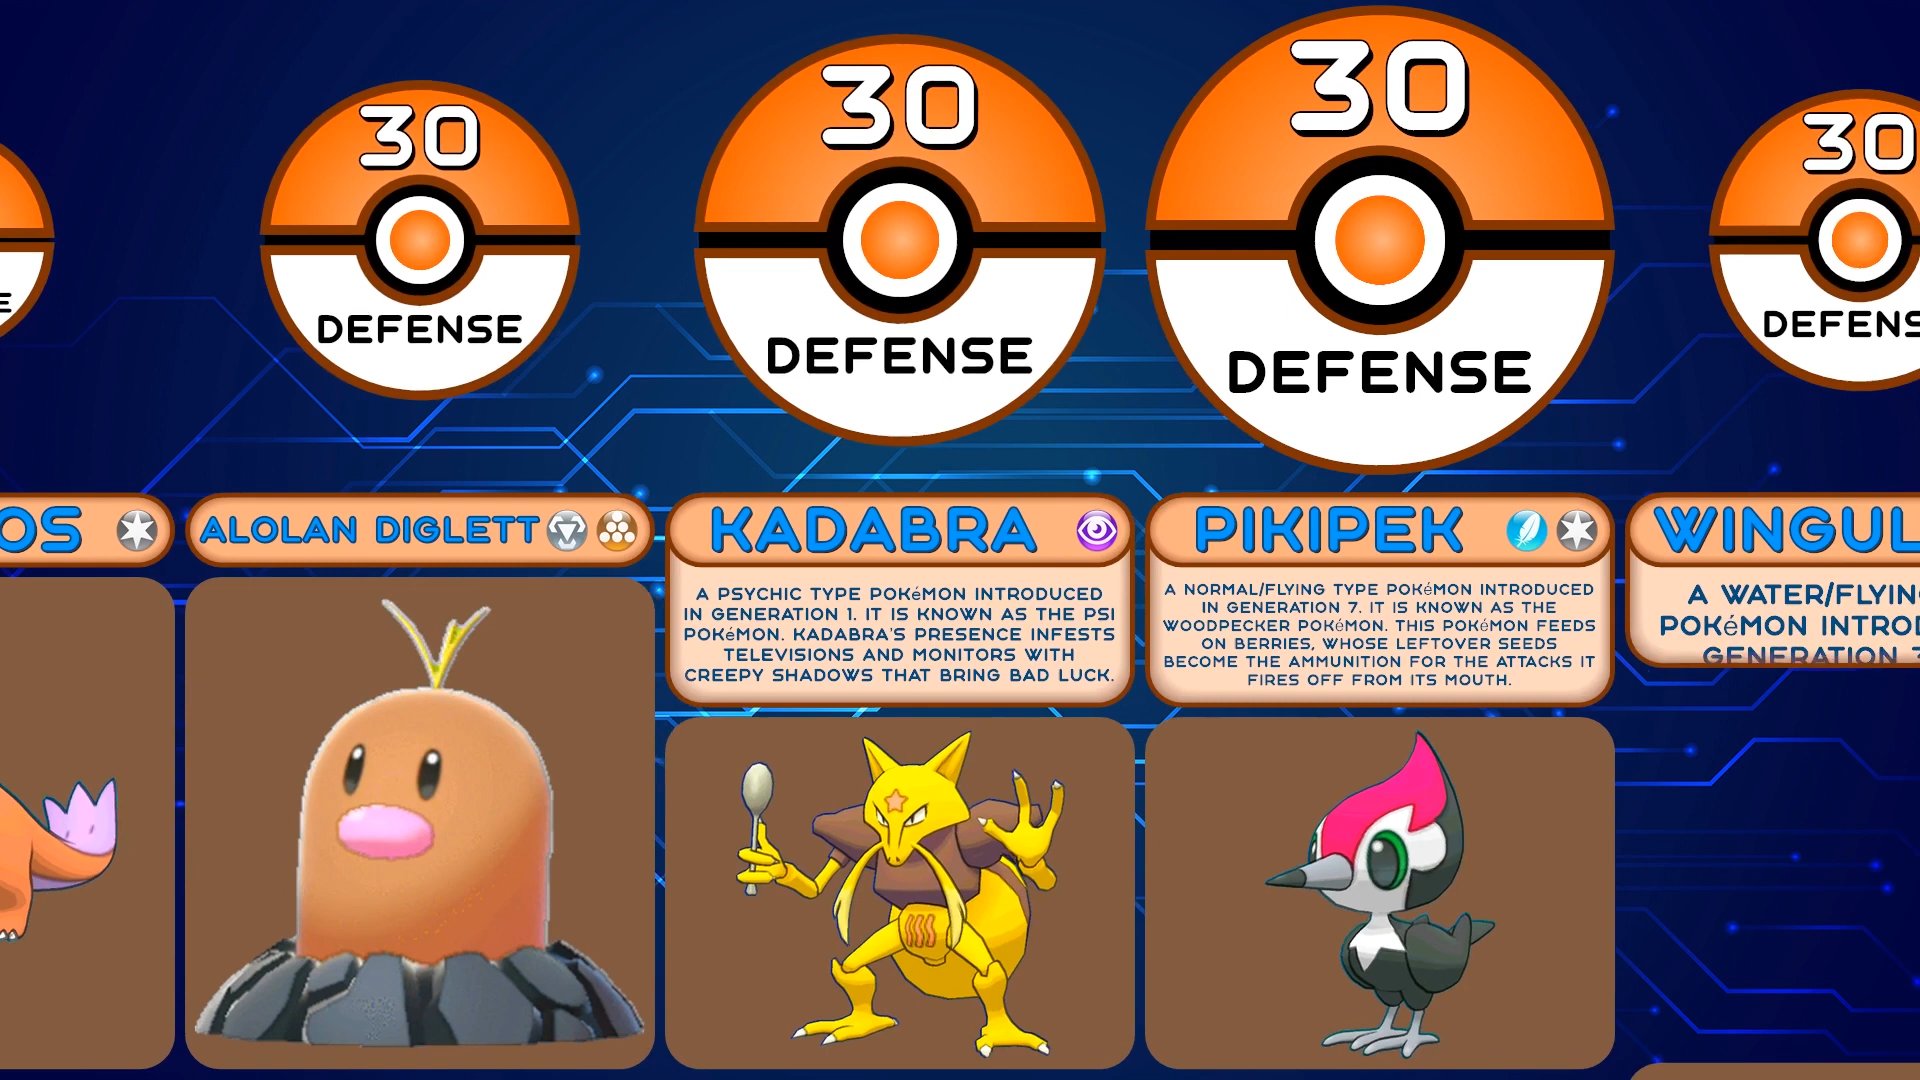 30
DEFENSE
30
DEFENSE
30
DEFENSE
30
DEFENS
OS
ALOLAN DIGLETT
KADABRA
A PSYCHIC TYPE POKéMON INTRODUCED
IN GENERATION 1. IT IS KNOWN AS THE PSI
POKéMON. KADABRA'S PRESENCE INFESTS
TELEVISIONS AND MONITORS WITH
CREEPY SHADOWS THAT BRING BAD LUCK.
PIKIPEK
A NORMAL/FLYING TYPE POKéMON INTRODUCED
IN GENERATION 7. IT IS KNOWN AS THE
WOODPECKER POKéMON. THIS POKéMON FEEDS
ON BERRIES, WHOSE LEFTOVER SEEDS
BECOME THE AMMUNITION FOR THE ATTACKS IT
FIRES OFF FROM ITS MOUTH.
WINGUL
A WATER/FLYIN
POKéMON INTROD
GENERATION